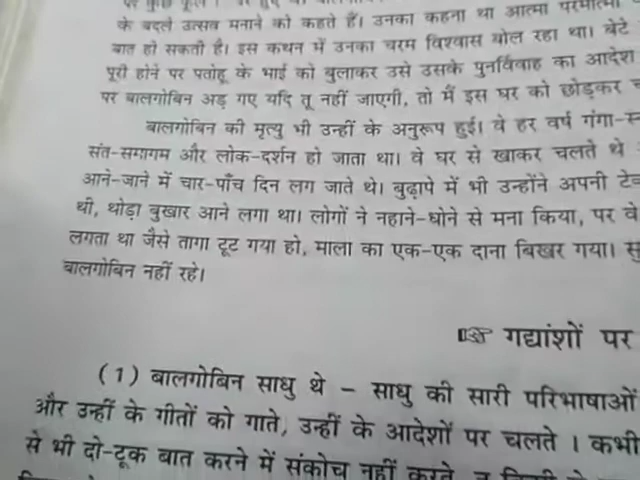 के बदले उत्सव मनाने को कहते हैं। उनका कहना था आत्मा परमात्मा
बात हो सकती है। इस कथन में उनका चरम विश्वास बोल रहा था। बेटे
पूरी होने पर पतोहू के भाई को बुलाकर उसे उसके पुनर्विवाह का आदेश
पर बालगोबिन अड़ गए यदि तू नहीं जाएगी, तो मैं इस घर को छोड़कर
बालगोबिन की मृत्यु भी उन्हीं के अनुरूप हुई। वे हर वर्ष गंगा-स्न
संत-समागम और लोक-दर्शन हो जाता था। वे घर से खाकर चलते थे
आने-जाने में चार-पाँच दिन लग जाते थे। बुढ़ापे में भी उन्होंने अपनी टेक
थी, थोड़ा बुखार आने लगा था। लोगों ने नहाने-धोने से मना किया, पर वे
लगता था जैसे तागा टूट गया हो, माला का एक-एक दाना बिखर गया। सु
बालगोबिन नहीं रहे।
☞ गद्यांशों पर
(1) बालगोबिन साधु थे – साधु की सारी परिभाषाओं
और उन्हीं के गीतों को गाते, उन्हीं के आदेशों पर चलते । कभी
से भी दो-टूक बात करने में संकोच नहीं करते, न किसी से